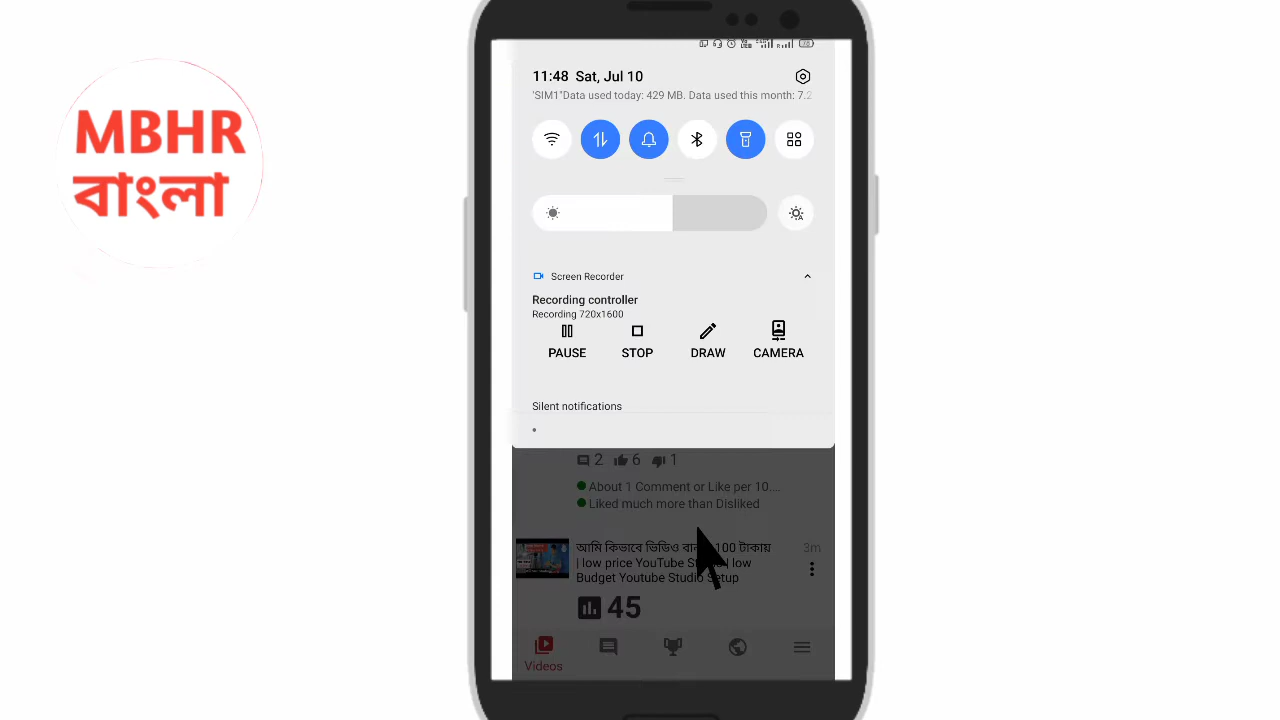 MBHR
বাংলা
11:48 Sat, Jul 10
'SIM1"Data used today: 429 MB. Data used this month: 7.2
Screen Recorder
Recording controller
Recording 720x1600
PAUSE STOP DRAW CAMERA
Silent notifications
2 6 1
About 1 Comment or Like per 10....
Liked much more than Disliked
আমি কিভাবে ভিডিও 100 টাকায় 3m
| low price YouTube | low
Budget Youtube Studio Setup
45
Videos